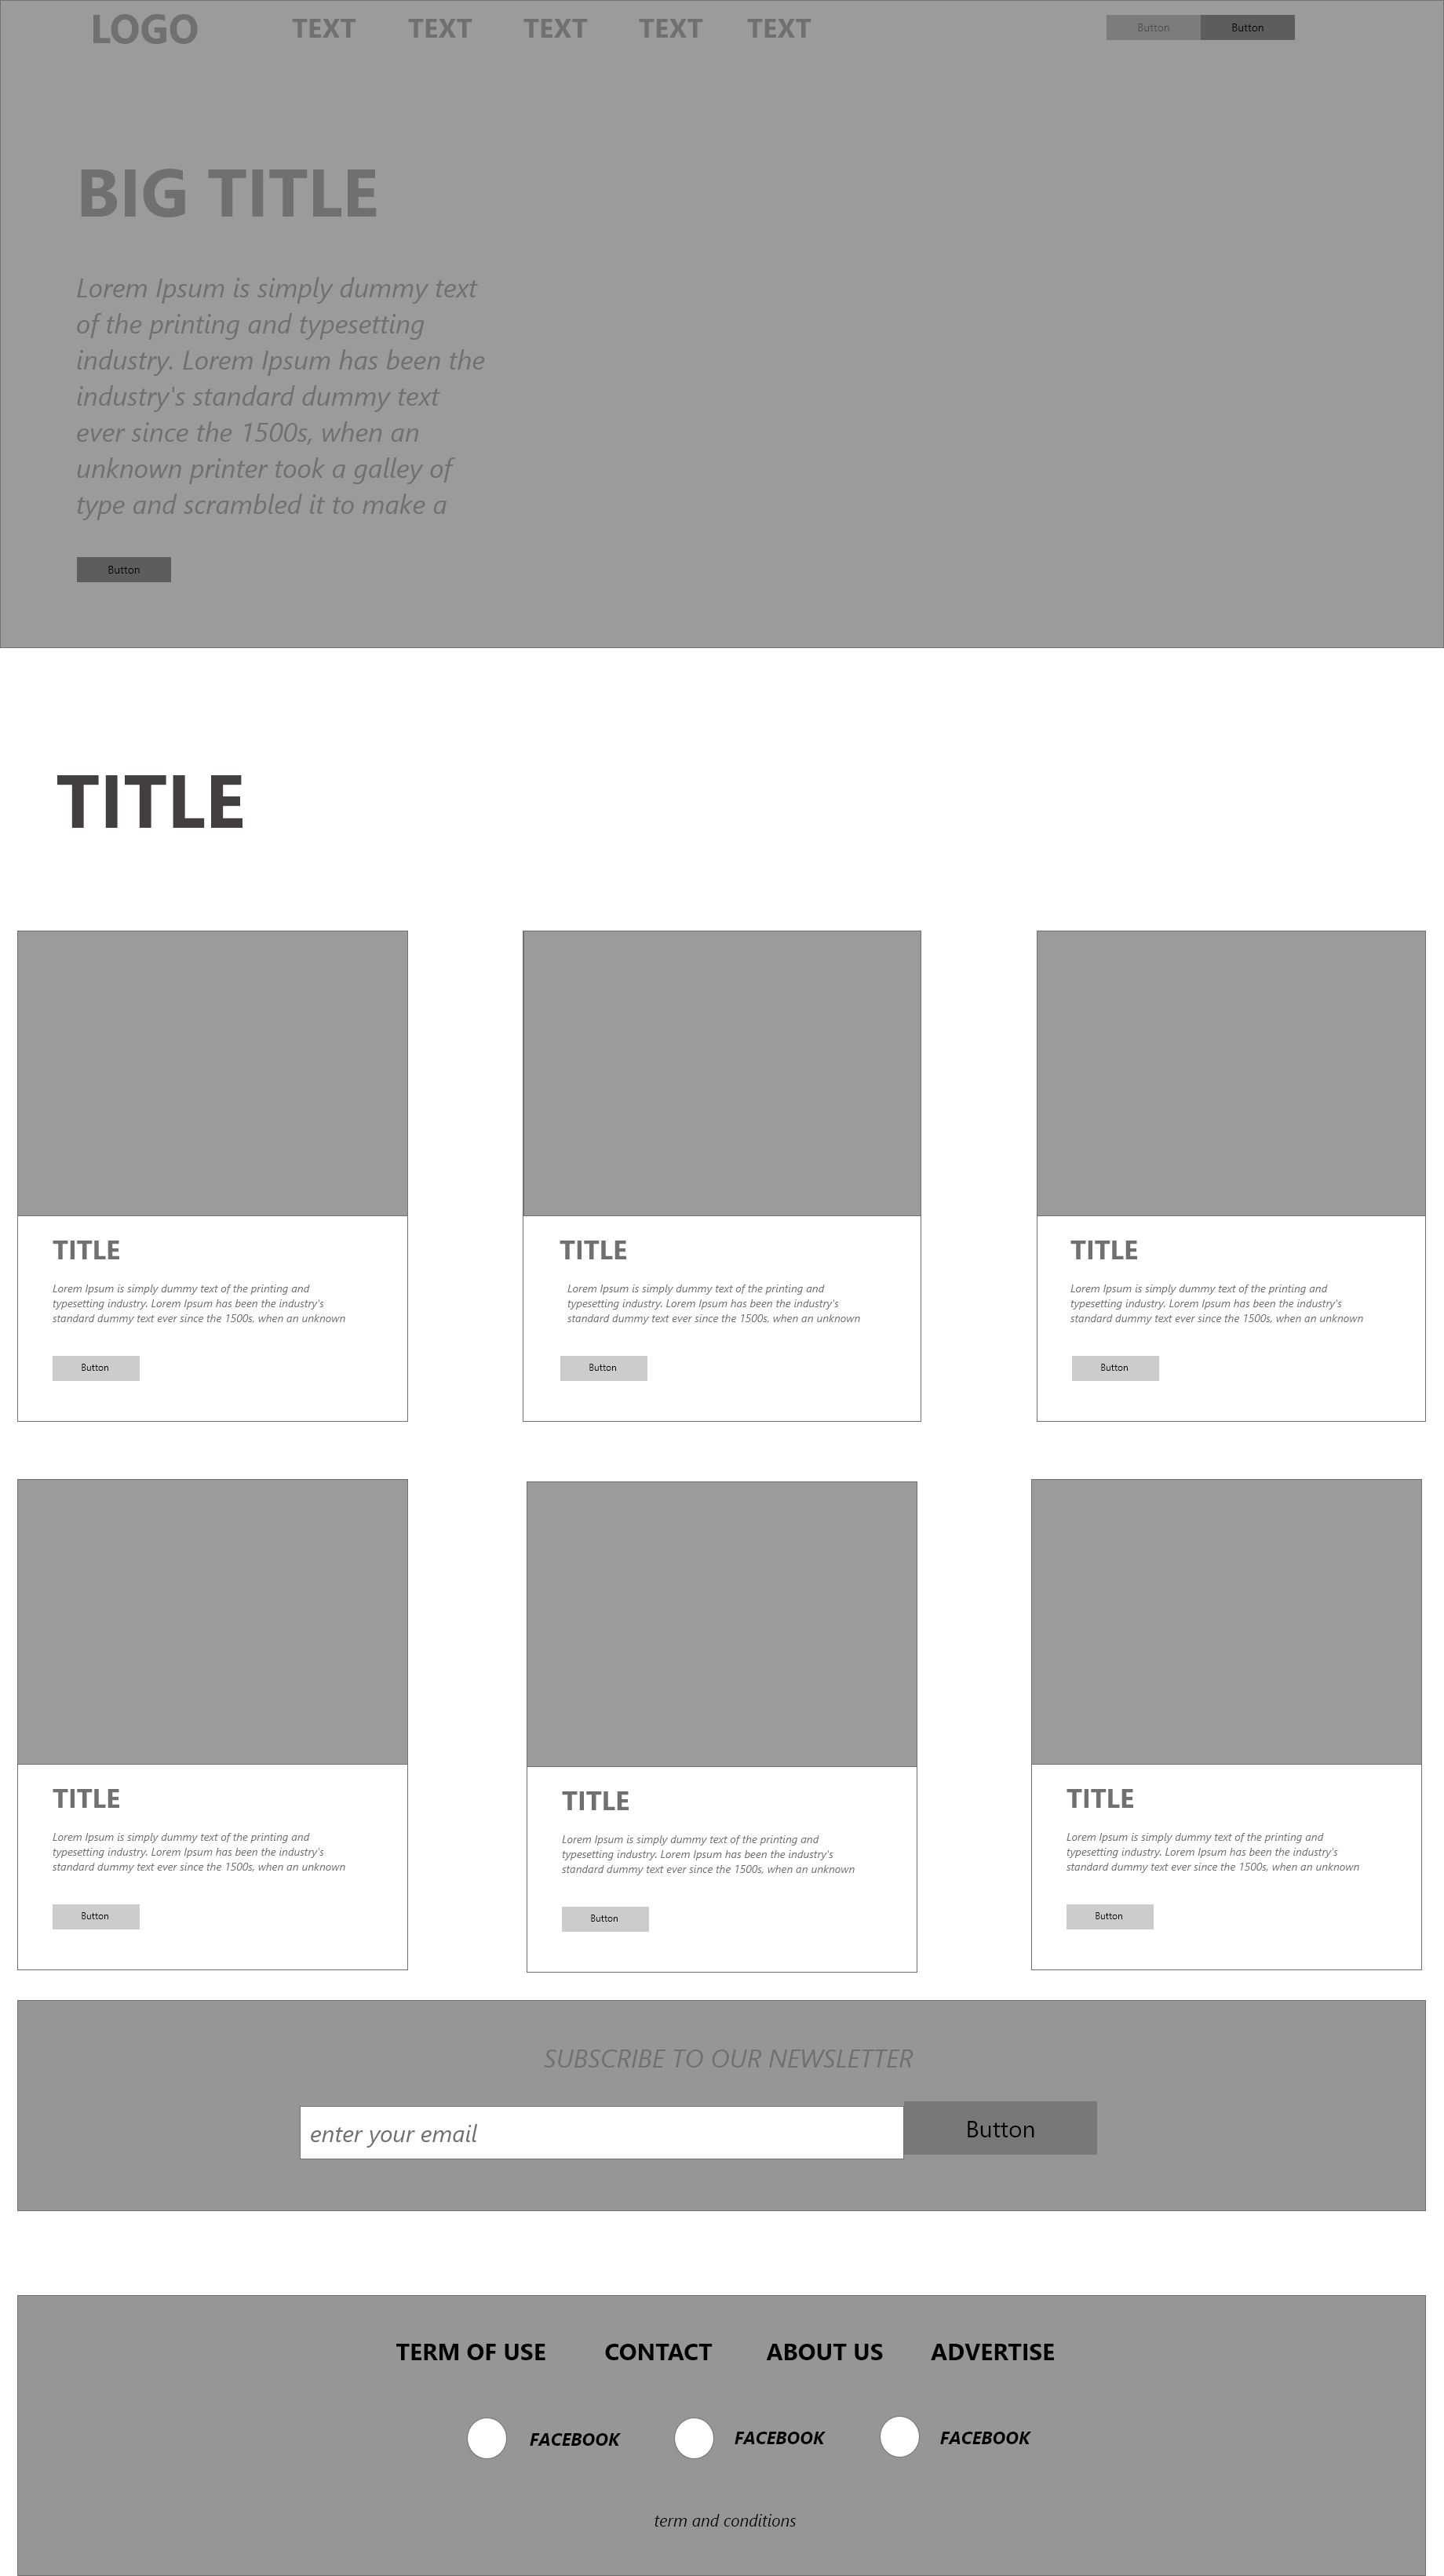 LOGO TEXT TEXT TEXT TEXT TEXT Button Button
BIG TITLE
Lorem Ipsum is simply dummy text
of the printing and typesetting
industry. Lorem Ipsum has been the
industry's standard dummy text
ever since the 1500s, when an
unknown printer took a galley of
type and scrambled it to make a
Button
TITLE
TITLE
Lorem Ipsum is simply dummy text of the printing and
typesetting industry. Lorem Ipsum has been the industry's
standard dummy text ever since the 1500s, when an unknown
Button
TITLE
Lorem Ipsum is simply dummy text of the printing and
typesetting industry. Lorem Ipsum has been the industry's
standard dummy text ever since the 1500s, when an unknown
Button
TITLE
Lorem Ipsum is simply dummy text of the printing and
typesetting industry. Lorem Ipsum has been the industry's
standard dummy text ever since the 1500s, when an unknown
Button
TITLE
Lorem Ipsum is simply dummy text of the printing and
typesetting industry. Lorem Ipsum has been the industry's
standard dummy text ever since the 1500s, when an unknown
Button
TITLE
Lorem Ipsum is simply dummy text of the printing and
typesetting industry. Lorem Ipsum has been the industry's
standard dummy text ever since the 1500s, when an unknown
Button
TITLE
Lorem Ipsum is simply dummy text of the printing and
typesetting industry. Lorem Ipsum has been the industry's
standard dummy text ever since the 1500s, when an unknown
Button
SUBSCRIBE TO OUR NEWSLETTER
enter your email Button
TERM OF USE CONTACT ABOUT US ADVERTISE
FACEBOOK FACEBOOK FACEBOOK
term and conditions